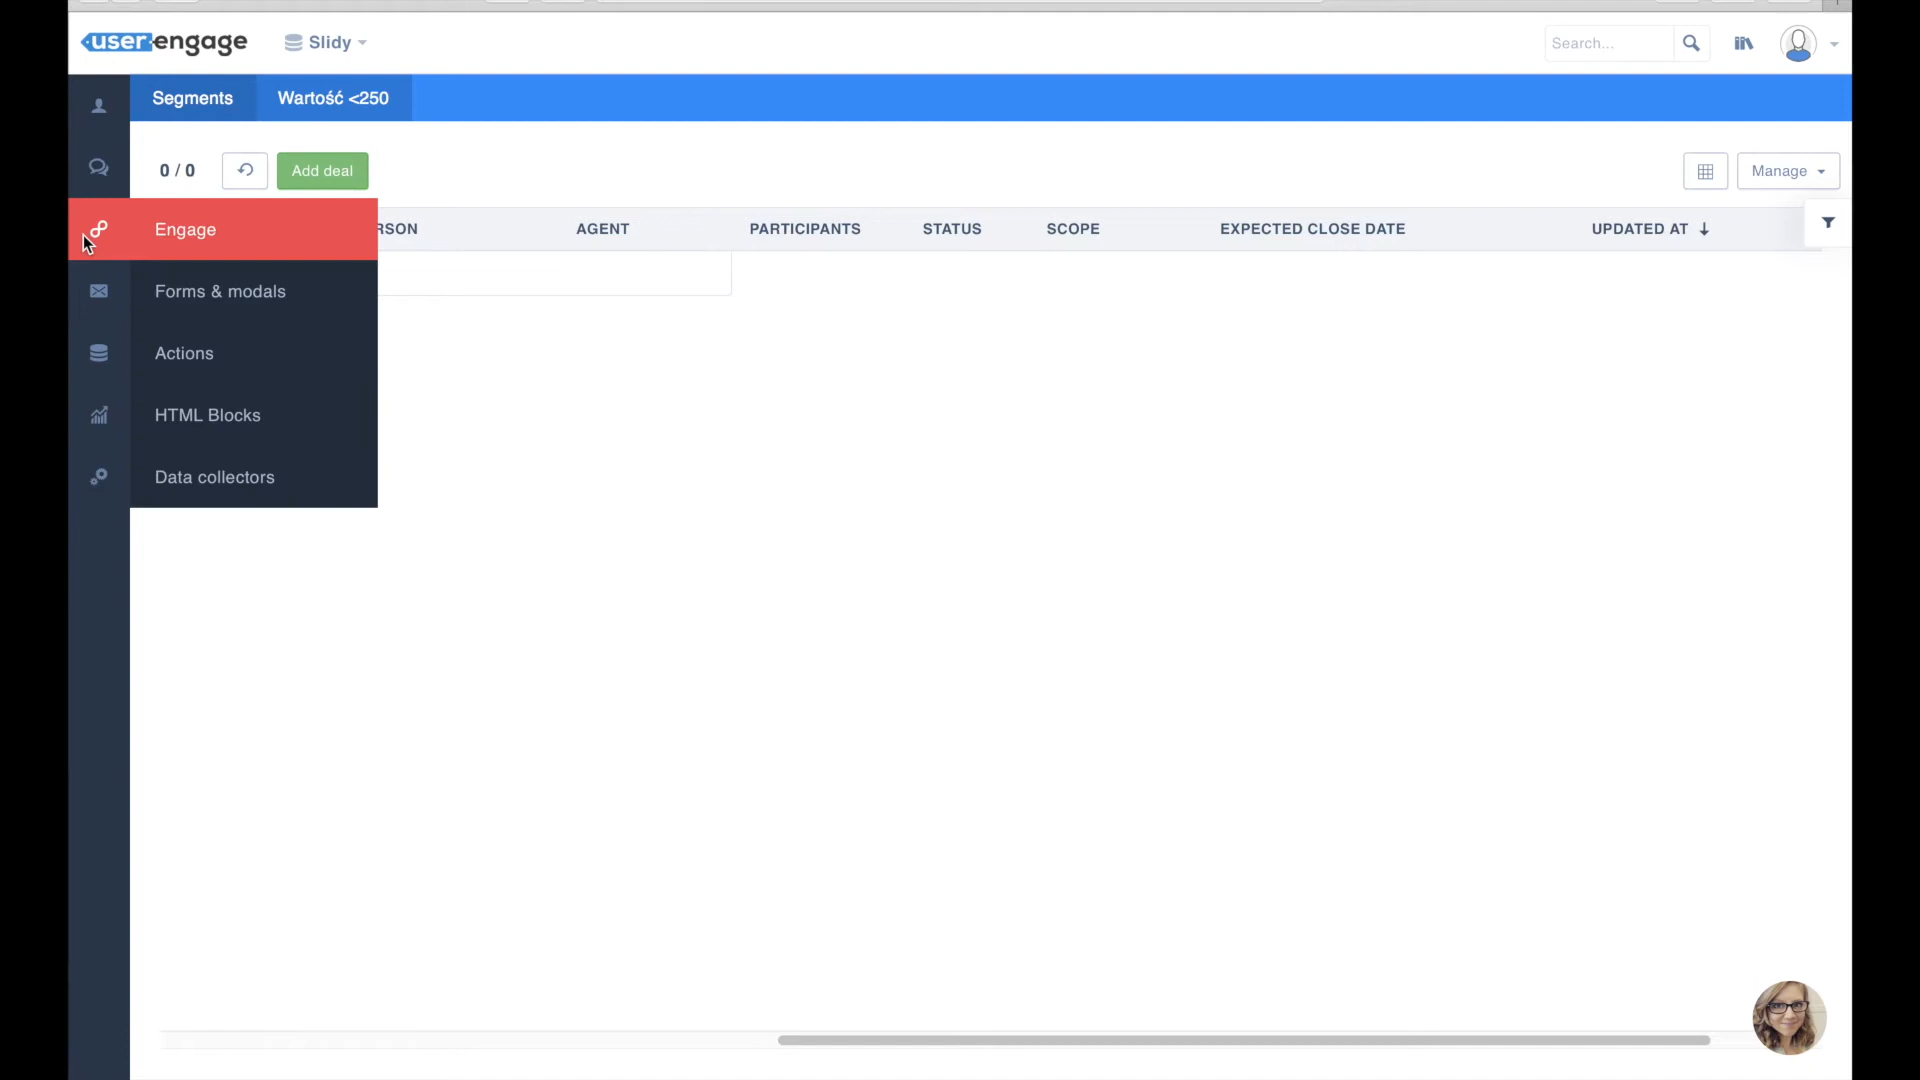 user engage
Slidy
Search...
Segments
Wartość <250
0 / 0
Add deal
Manage
Engage
RSON
AGENT
PARTICIPANTS
STATUS
SCOPE
EXPECTED CLOSE DATE
UPDATED AT
Forms & modals
Actions
HTML Blocks
Data collectors